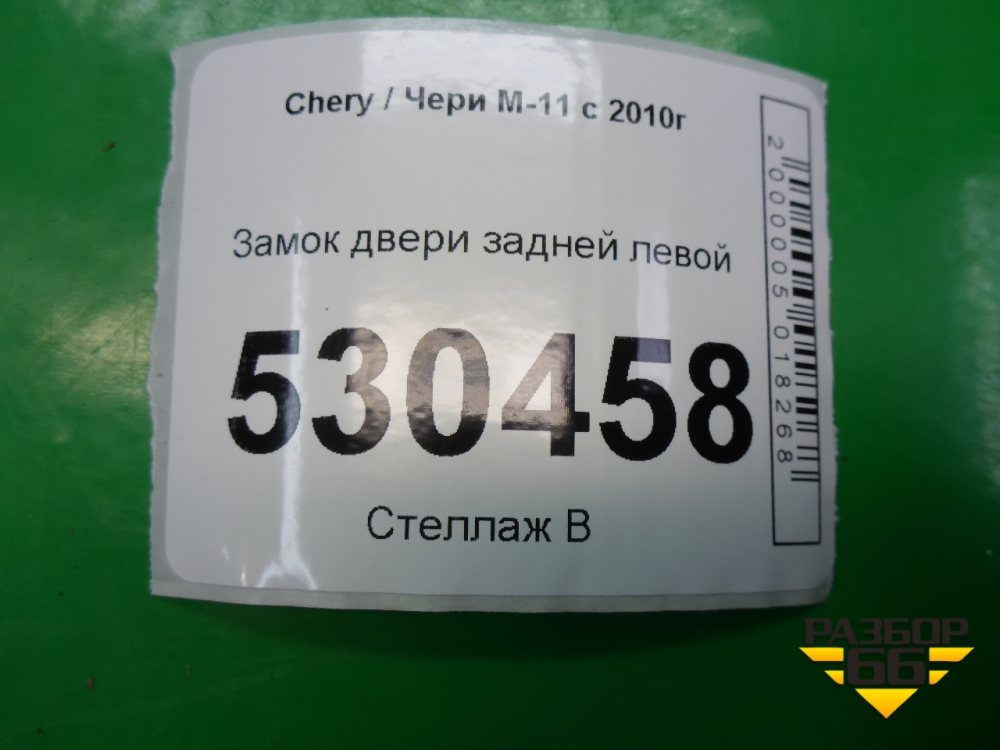 Chery / Чери М-11 с 2010г
Замок двери задней левой
530458
Стеллаж В
2000005018268
РАЗБОР
66